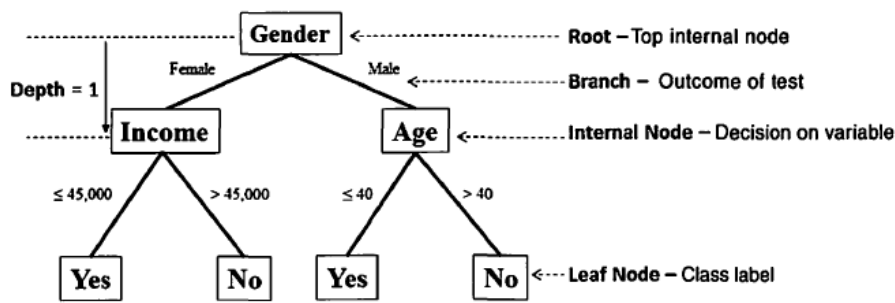 Gender
Root – Top internal node
Female
Male
Branch – Outcome of test
Depth = 1
Income
Age
Internal Node – Decision on variable
≤ 45,000
> 45,000
≤ 40
> 40
Yes
No
Yes
No
Leaf Node – Class label